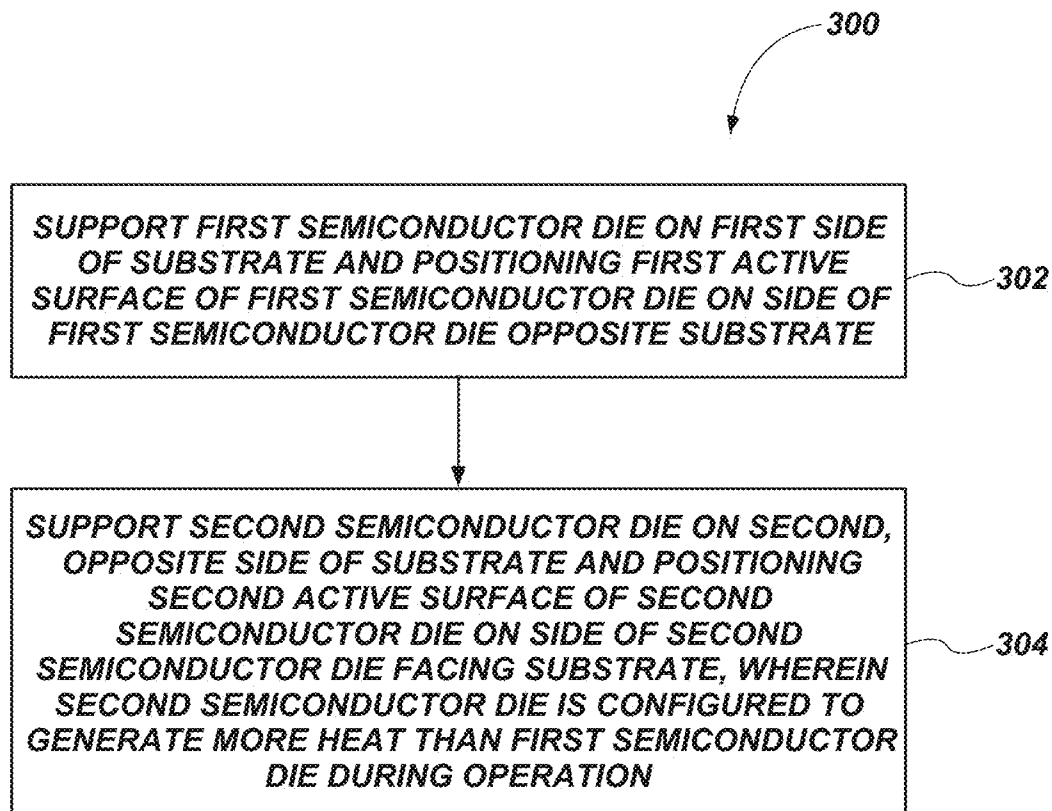 300
SUPPORT FIRST SEMICONDUCTOR DIE ON FIRST SIDE
OF SUBSTRATE AND POSITIONING FIRST ACTIVE
SURFACE OF FIRST SEMICONDUCTOR DIE ON SIDE OF
FIRST SEMICONDUCTOR DIE OPPOSITE SUBSTRATE
302
SUPPORT SECOND SEMICONDUCTOR DIE ON SECOND,
OPPOSITE SIDE OF SUBSTRATE AND POSITIONING
SECOND ACTIVE SURFACE OF SECOND
SEMICONDUCTOR DIE ON SIDE OF SECOND
SEMICONDUCTOR DIE FACING SUBSTRATE, WHEREIN
SECOND SEMICONDUCTOR DIE IS CONFIGURED TO
GENERATE MORE HEAT THAN FIRST SEMICONDUCTOR
DIE DURING OPERATION
304